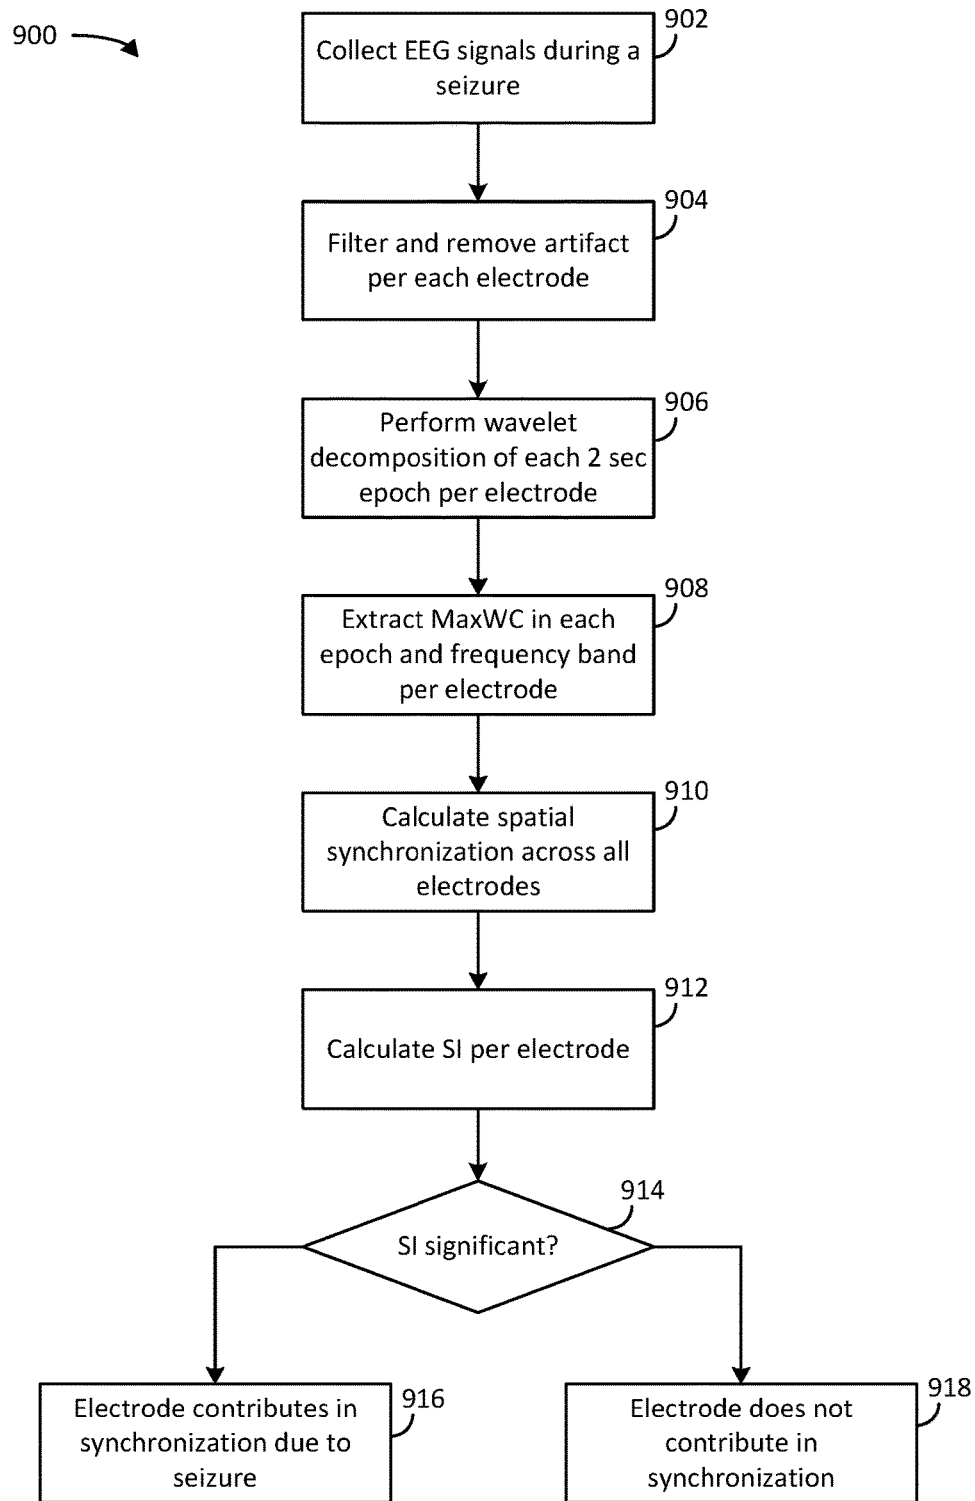 900
902
Collect EEG signals during a
seizure
904
Filter and remove artifact
per each electrode
906
Perform wavelet
decomposition of each 2 sec
epoch per electrode
908
Extract MaxWC in each
epoch and frequency band
per electrode
910
Calculate spatial
synchronization across all
electrodes
912
Calculate SI per electrode
914
SI significant?
916
Electrode contributes in
synchronization due to
seizure
918
Electrode does not
contribute in
synchronization